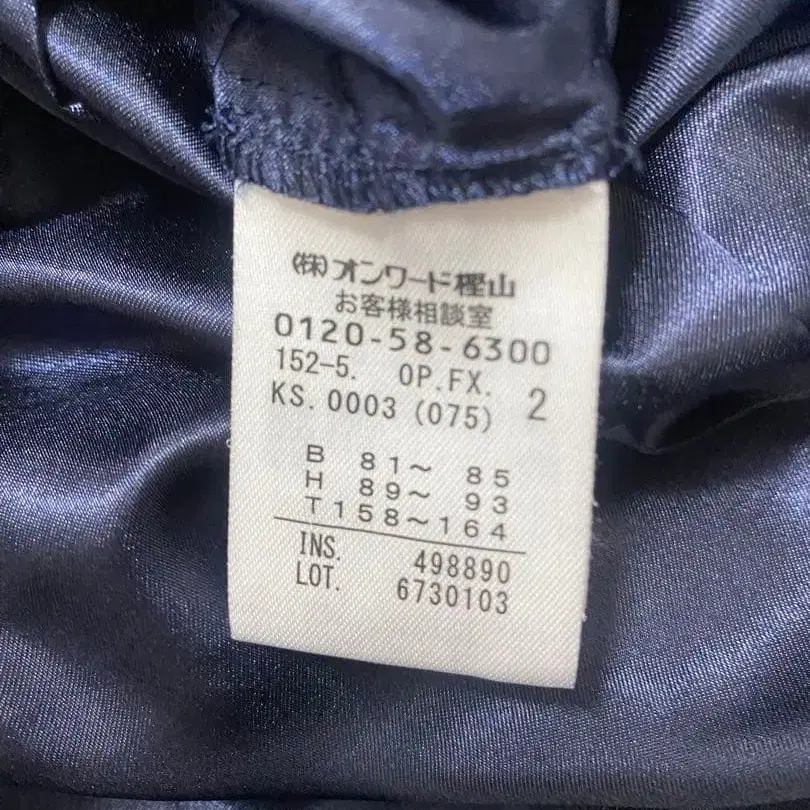 (株)オンワード樫山
お客様相談室
0120-58-6300
152-5. OP.FX. 2
KS.0003(075)
B 81〜 85
H 89〜 93
T158〜164
INS. 498890
LOT. 6730103